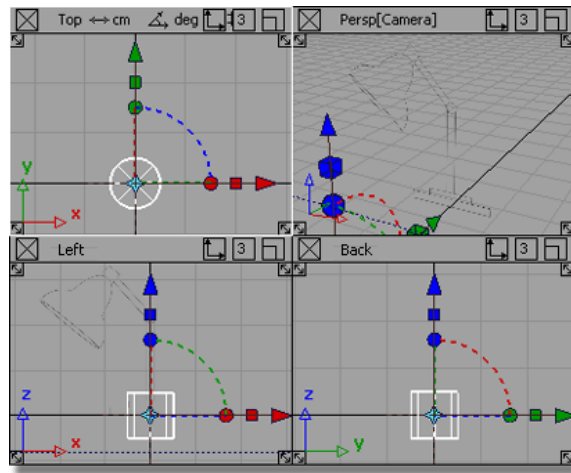 Top ↔cm deg 3
Persp[Camera] 3
y
x
Left 3
Back 3
z
x
z
y